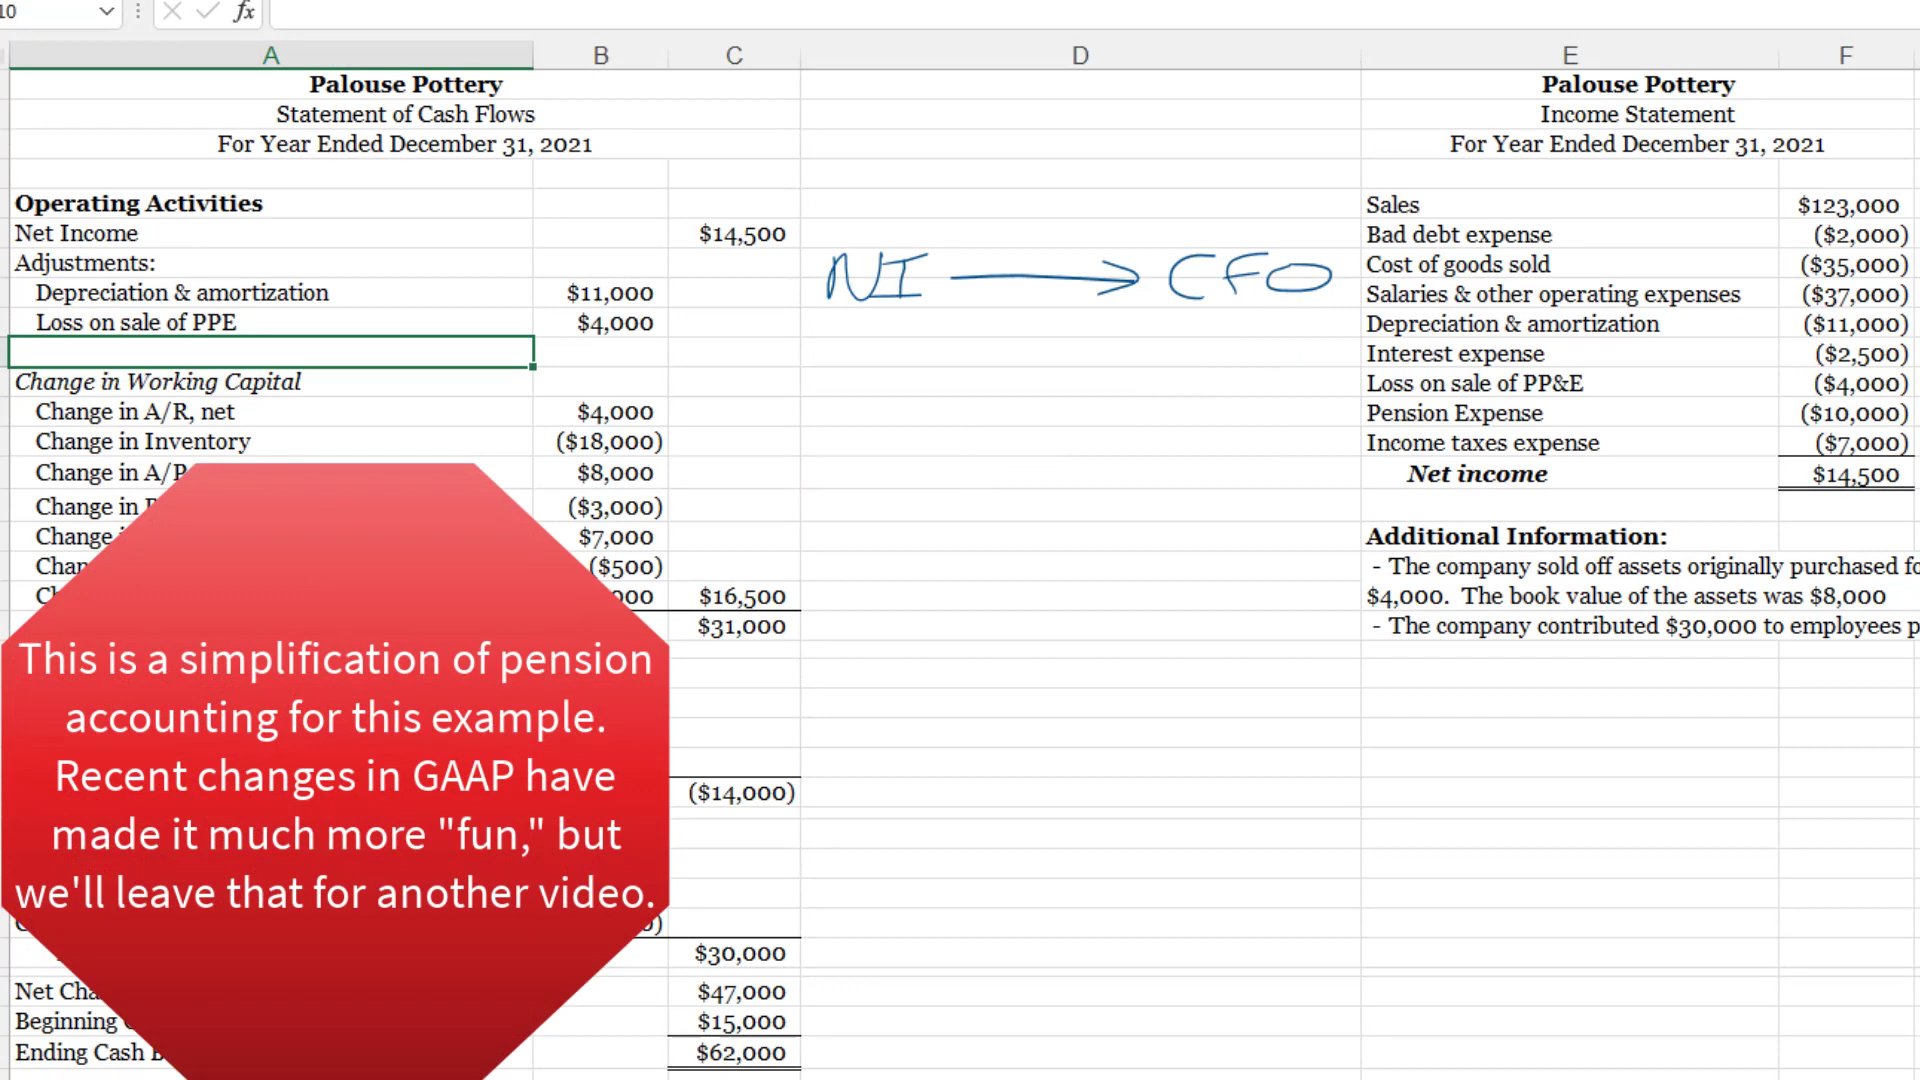 10
fx
A B C D E F
Palouse Pottery
Statement of Cash Flows
For Year Ended December 31, 2021
Operating Activities
Net Income $14,500
Adjustments:
Depreciation & amortization $11,000
Loss on sale of PPE $4,000
Change in Working Capital
Change in A/R, net $4,000
Change in Inventory ($18,000)
Change in A/P $8,000
Change in ($3,000)
Change $7,000
($500)
$16,500
$31,000
($14,000)
$30,000
Net $47,000
Beginning $15,000
Ending Cash $62,000
This is a simplification of pension
accounting for this example.
Recent changes in GAAP have
made it much more "fun," but
we'll leave that for another video.
NI → CFO
Palouse Pottery
Income Statement
For Year Ended December 31, 2021
Sales $123,000
Bad debt expense ($2,000)
Cost of goods sold ($35,000)
Salaries & other operating expenses ($37,000)
Depreciation & amortization ($11,000)
Interest expense ($2,500)
Loss on sale of PP&E ($4,000)
Pension Expense ($10,000)
Income taxes expense ($7,000)
Net income $14,500
Additional Information:
- The company sold off assets originally purchased
$4,000. The book value of the assets was $8,000
- The company contributed $30,000 to employees